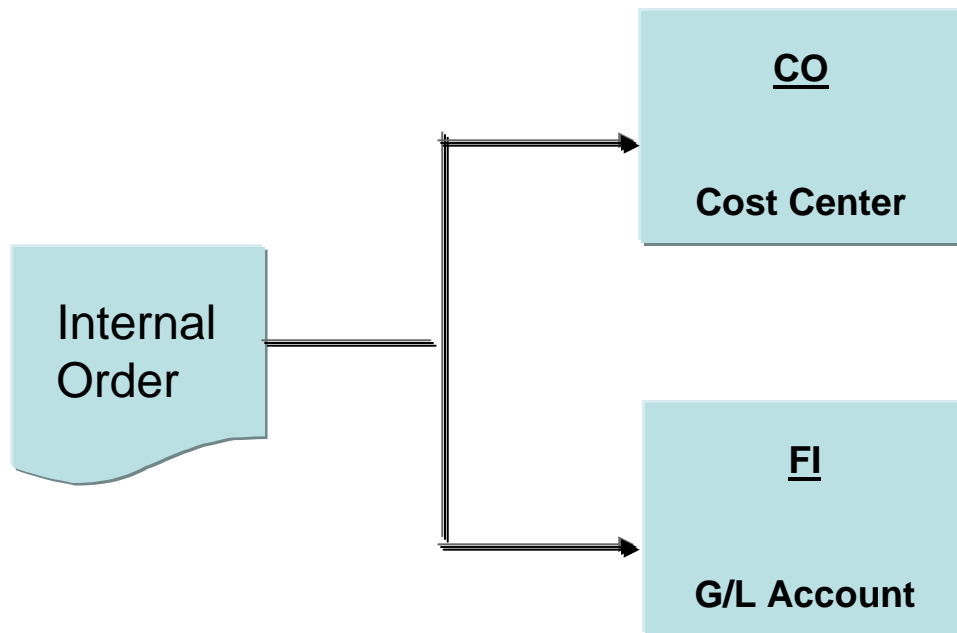 CO
Cost Center
Internal
Order
FI
G/L Account